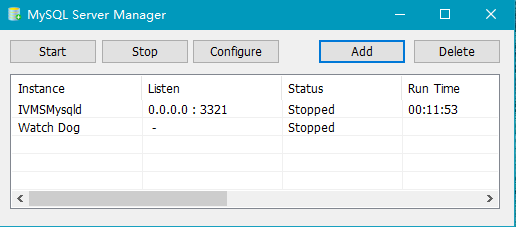 MySQL Server Manager
Start Stop Configure Add Delete
Instance Listen Status Run Time
IVMSMysqld 0.0.0.0 : 3321 Stopped 00:11:53
Watch Dog - Stopped